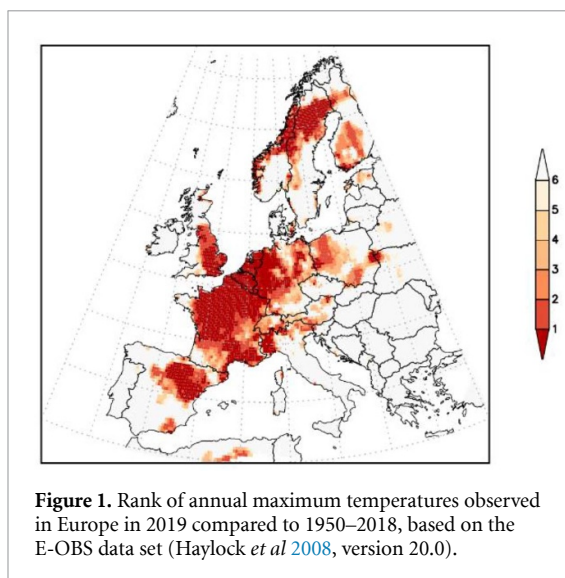 6
5
4
3
2
1
Figure 1. Rank of annual maximum temperatures observed
in Europe in 2019 compared to 1950–2018, based on the
E-OBS data set (Haylock et al 2008, version 20.0).